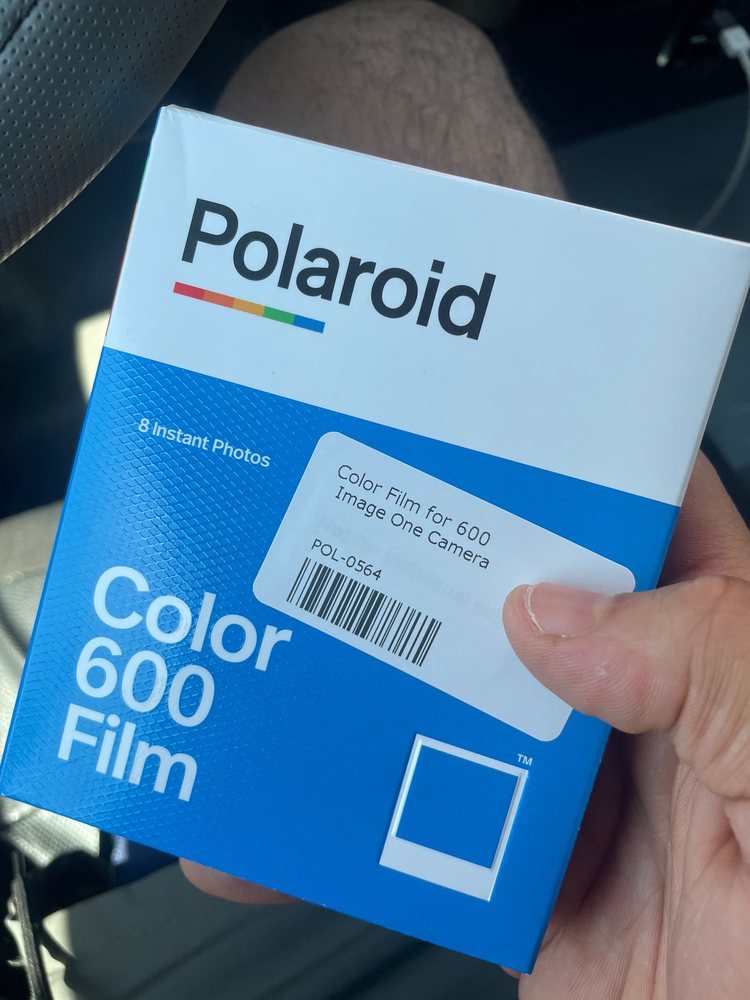 Polaroid
8 Instant Photos
Color Film for 600
Image One Camera
POL-0564
Color
600
Film
TM